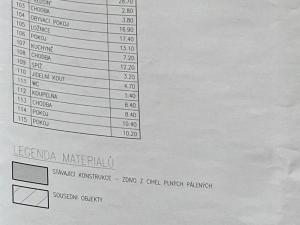 28.70
103 CHODBA 2.80
104 OBÝVACÍ POKOJ 3.80
105 LOŽNICE 16.90
106 POKOJ 17.40
107 KUCHYNĚ 13.10
108 CHODBA 7.20
109 SPÍŽ 12.20
110 JÍDELNÍ KOUT 3.20
111 WC 4.70
112 KOUPELNA 1.40
113 CHODBA 8.40
114 POKOJ 8.40
115 POKOJ 10.40
10.20
LEGENDA MATERIÁLŮ
STÁVAJÍCÍ KONSTRUKCE – ZDIVO Z CIHEL PLNÝCH PÁLENÝCH
SOUSEDNÍ OBJEKTY